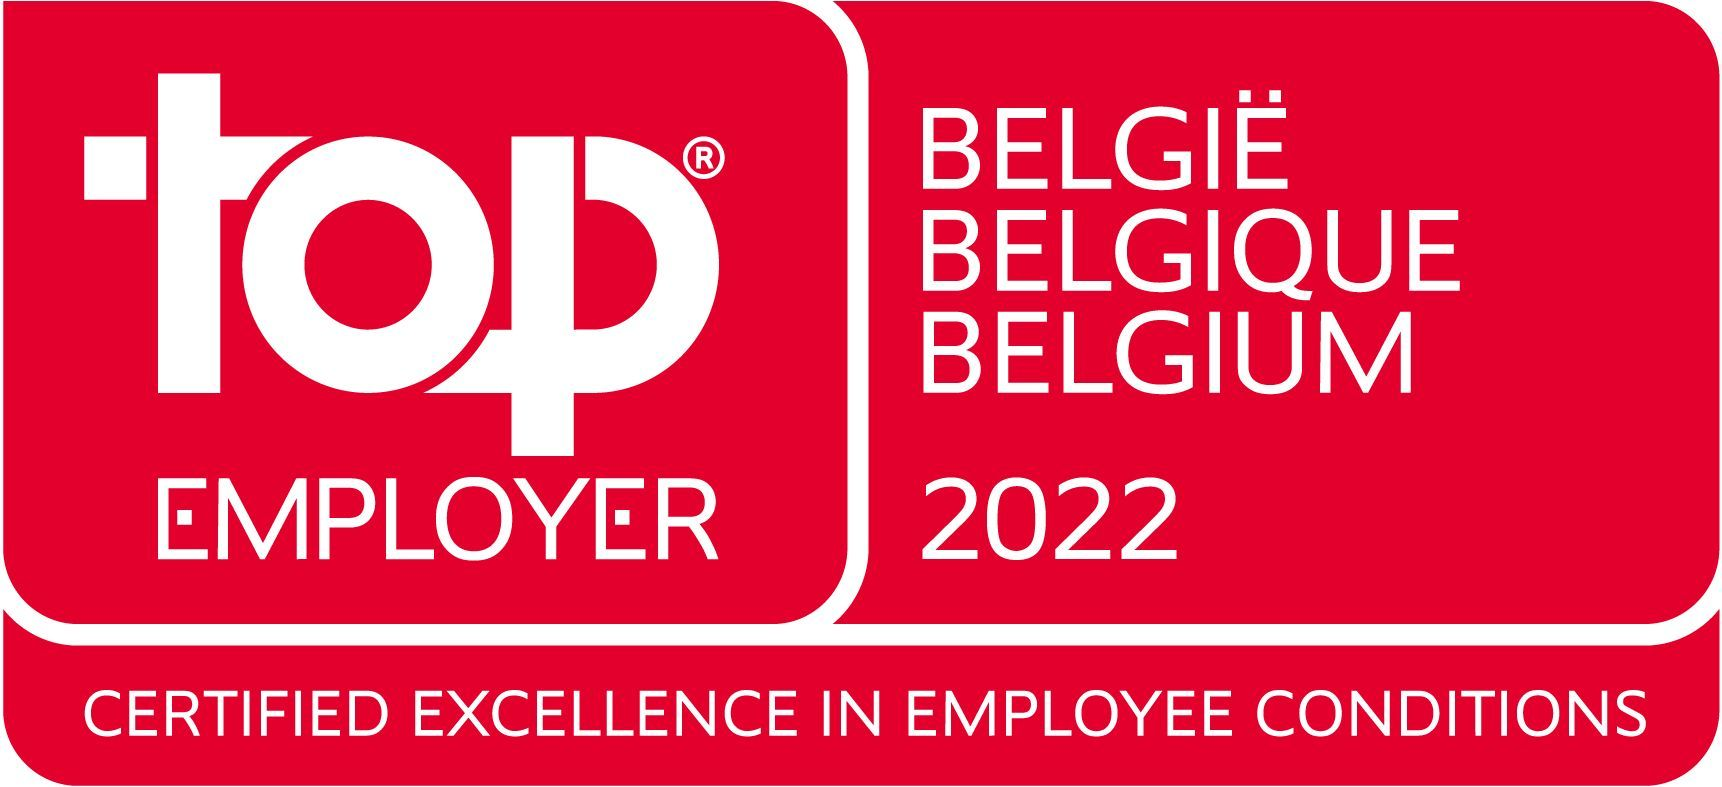 top®
EMPLOYER
BELGIË
BELGIQUE
BELGIUM
2022
CERTIFIED EXCELLENCE IN EMPLOYEE CONDITIONS